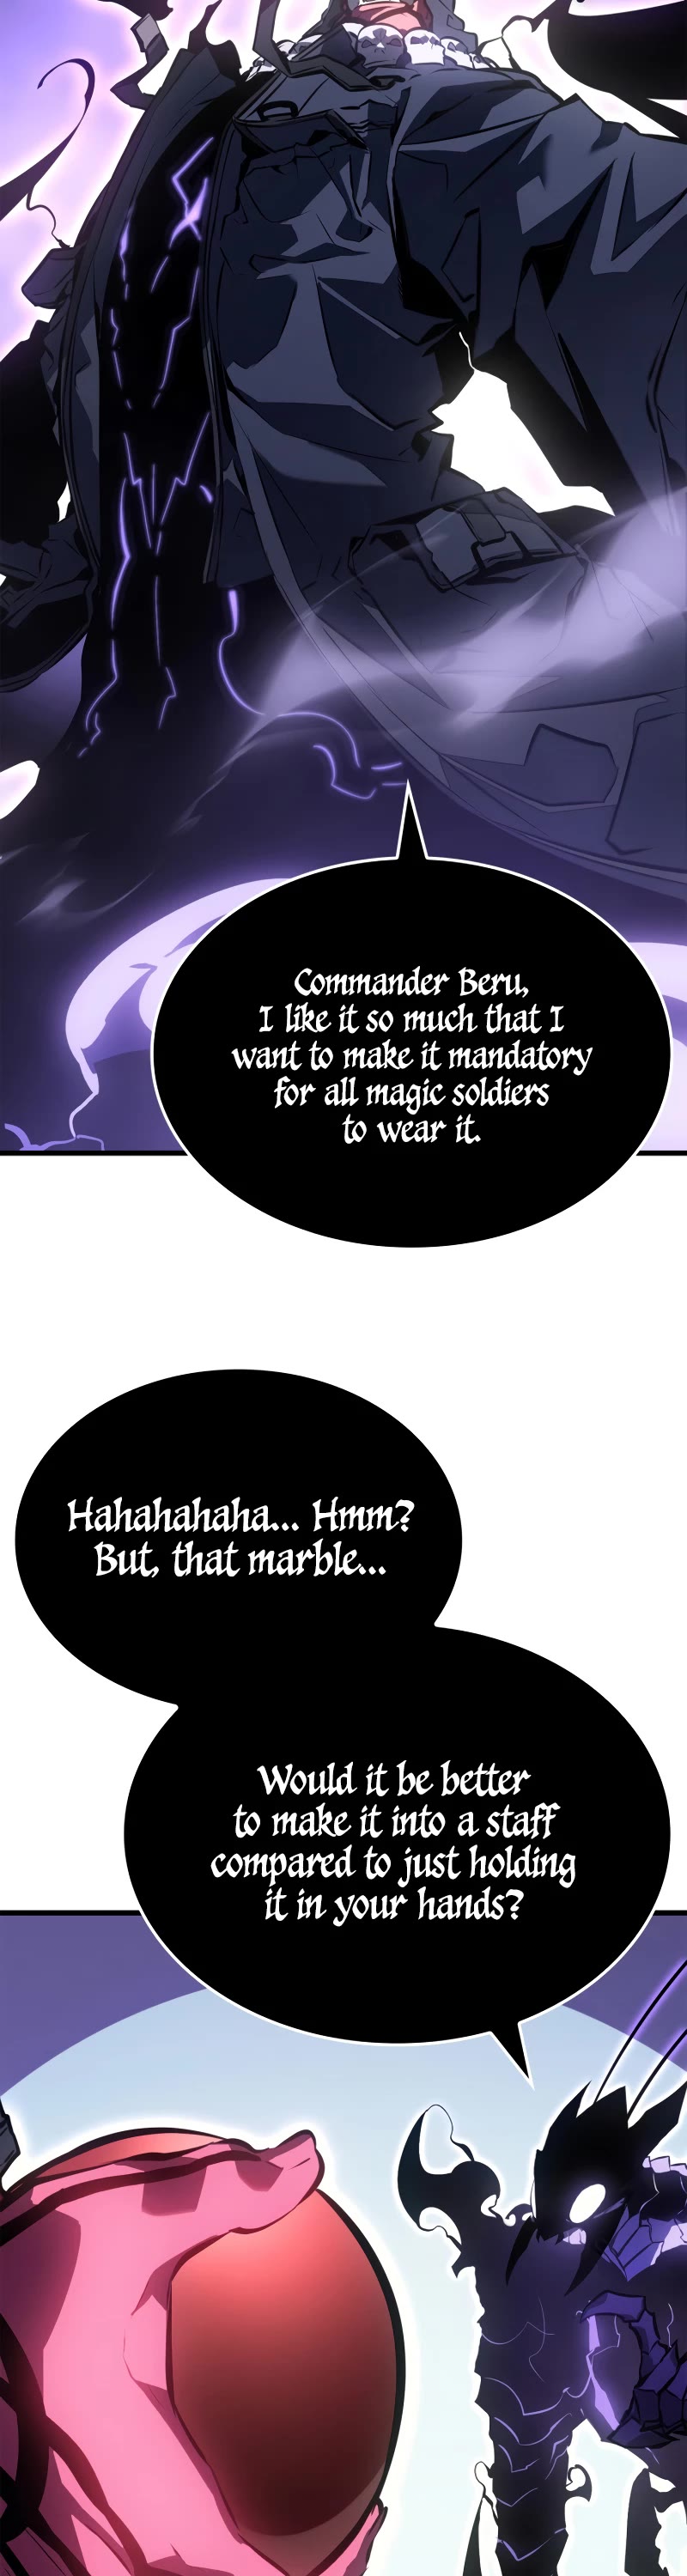 Commander Beru,
I like it so much that I
want to make it mandatory
for all magic soldiers
to wear it.
Hahahahaha... Hmm?
But, that marble...
Would it be better
to make it into a staff
compared to just holding
it in your hands?